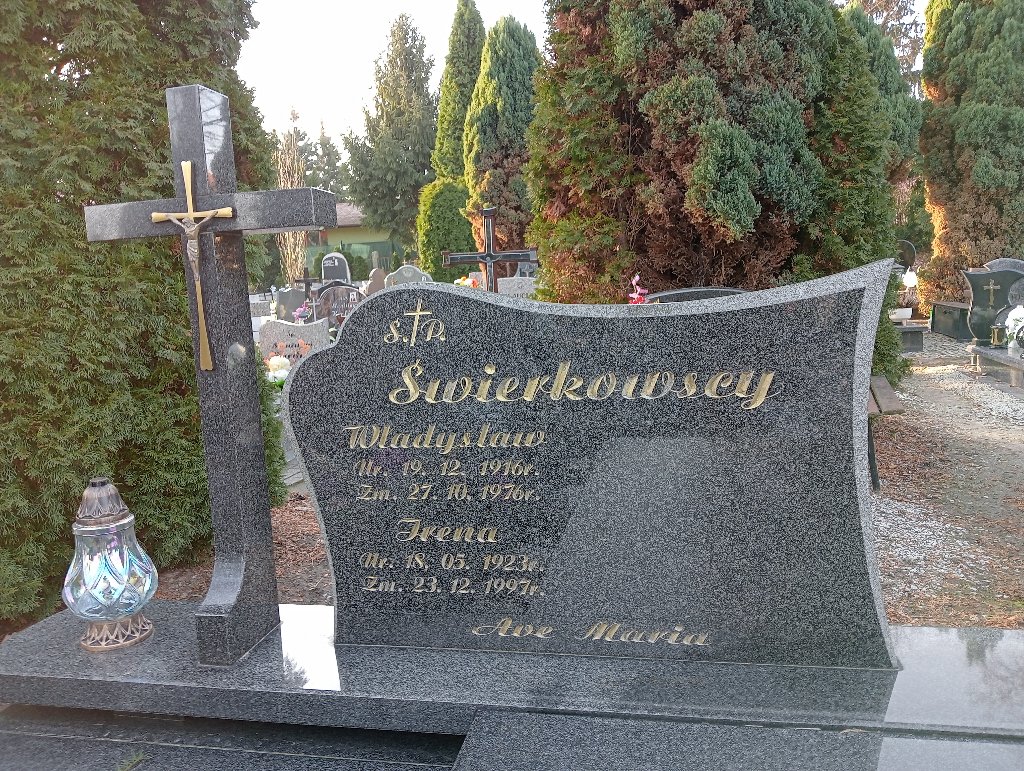 Ś.P.
Świerkowscy
Władysław
Ur. 19. 12. 1916r.
Zm. 27. 10. 1976r.
Irena
Ur. 18. 05. 1923r.
Zm. 23. 12. 1997r.
Ave Maria